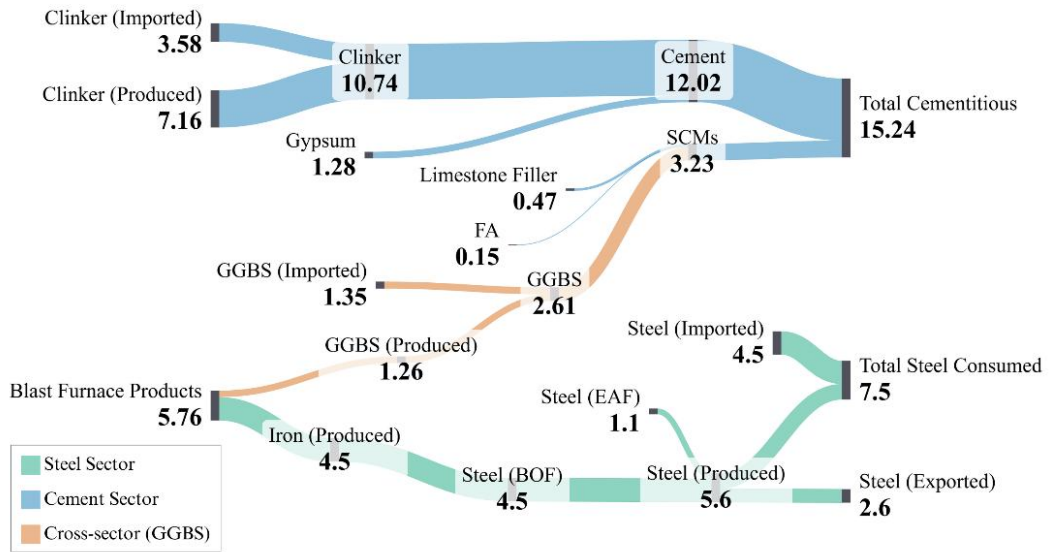 Clinker (Imported)
3.58
Clinker (Produced)
7.16
Clinker
10.74
Gypsum
1.28
Cement
12.02
Total Cementitious
15.24
SCMs
3.23
Limestone Filler
0.47
FA
0.15
GGBS (Imported)
1.35
GGBS
2.61
GGBS (Produced)
1.26
Blast Furnace Products
5.76
Iron (Produced)
4.5
Steel (BOF)
4.5
Steel (EAF)
1.1
Steel (Produced)
5.6
Steel (Imported)
4.5
Total Steel Consumed
7.5
Steel (Exported)
2.6
Steel Sector
Cement Sector
Cross-sector (GGBS)